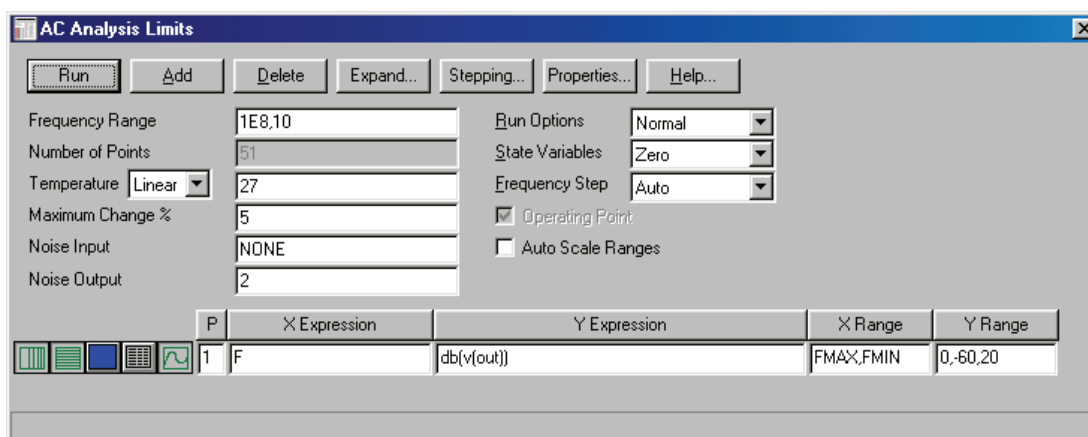 AC Analysis Limits
Run Add Delete Expand... Stepping... Properties... Help...
Frequency Range 1E8,10 Run Options Normal
Number of Points 51 State Variables Zero
Temperature Linear 27 Frequency Step Auto
Maximum Change % 5 Operating Point
Noise Input NONE Auto Scale Ranges
Noise Output 2
P X Expression Y Expression X Range Y Range
1 F db(v(out)) FMAX,FMIN 0,-60,20